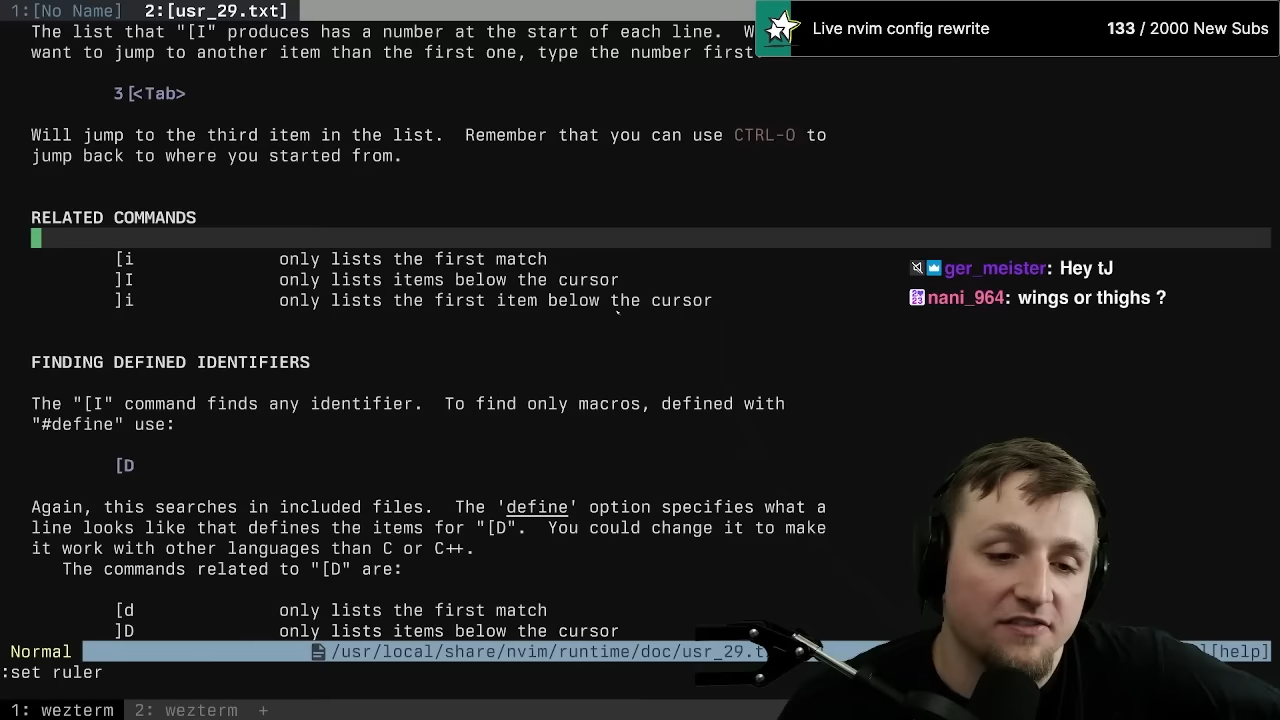 1:[No Name] 2:[usr_29.txt]
Live nvim config rewrite 133 / 2000 New Subs
The list that "[I" produces has a number at the start of each line.
want to jump to another item than the first one, type the number first
3[<Tab>
Will jump to the third item in the list. Remember that you can use CTRL-O to
jump back to where you started from.
RELATED COMMANDS
[i only lists the first match
]I only lists items below the cursor
]i only lists the first item below the cursor
ger_meister: Hey tJ
nani_964: wings or thighs ?
FINDING DEFINED IDENTIFIERS
The "[I" command finds any identifier. To find only macros, defined with
"#define" use:
[D
Again, this searches in included files. The 'define' option specifies what a
line looks like that defines the items for "[D". You could change it to make
it work with other languages than C or C++.
The commands related to "[D" are:
[d only lists the first match
]D only lists items below the cursor
Normal /usr/local/share/nvim/runtime/doc/usr_29.t [help]
:set ruler
1: wezterm 2: wezterm +